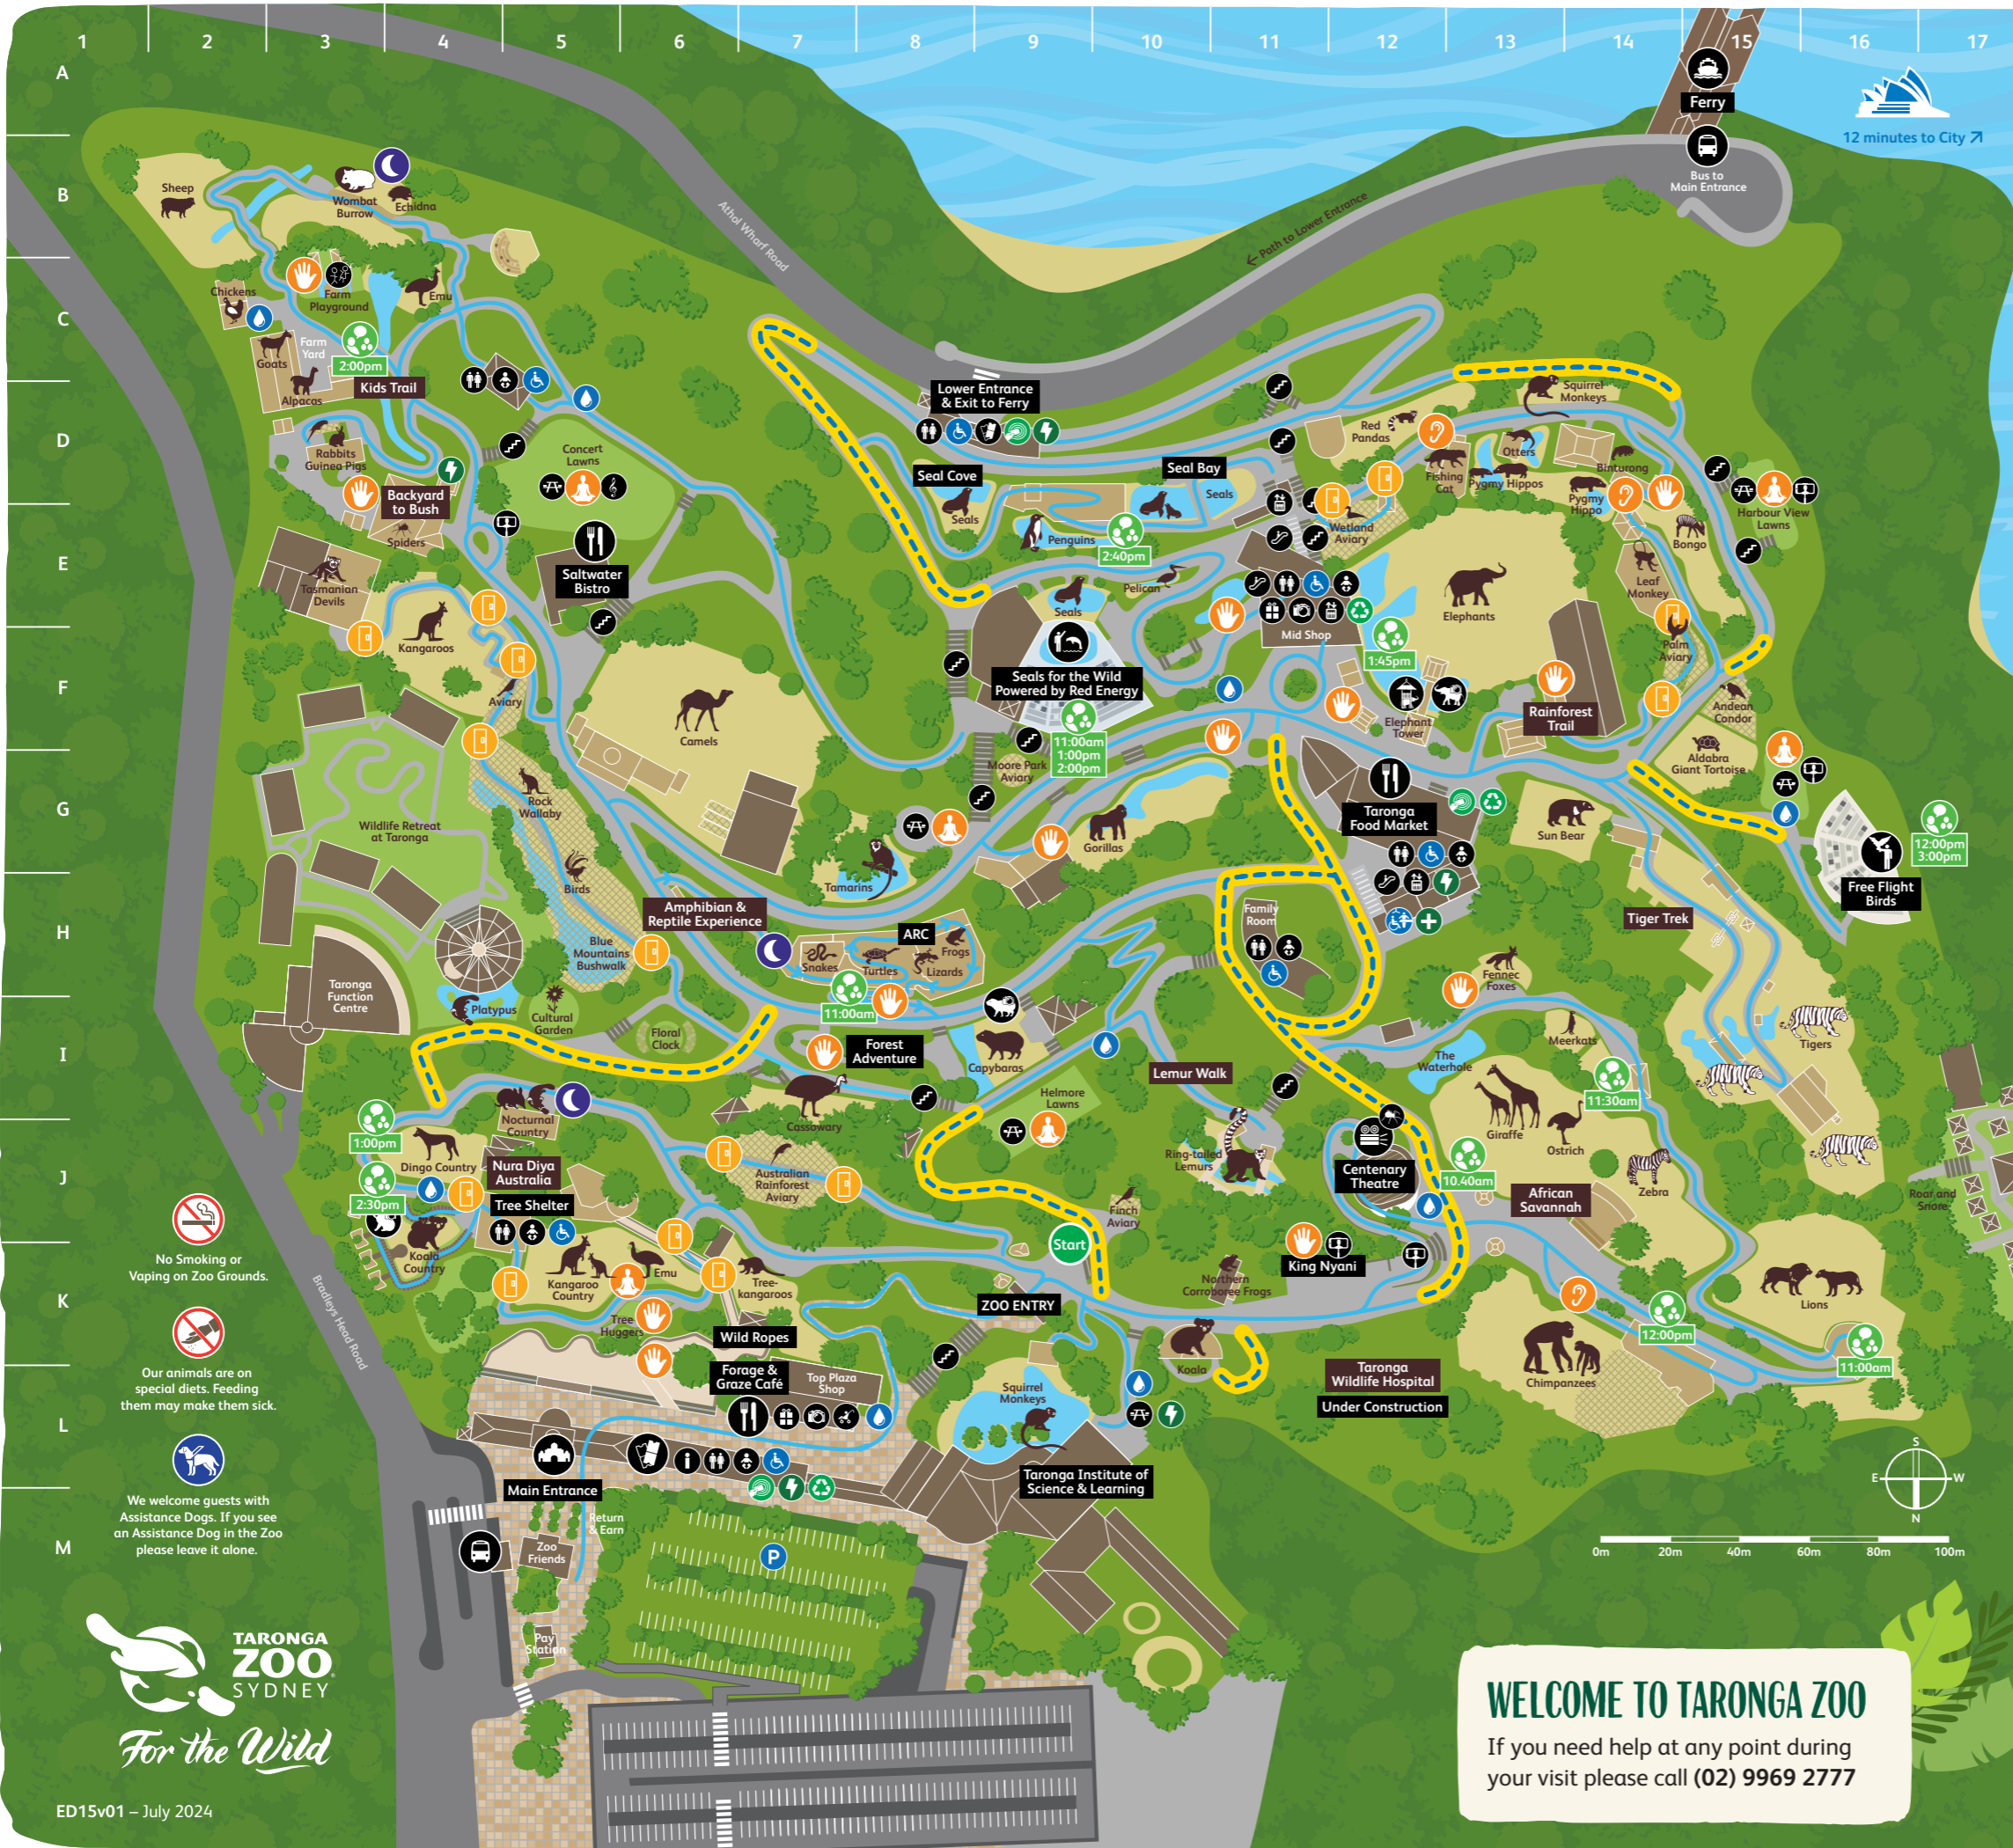 1 2 3 4 5 6 7 8 9 10 11 12 13 14 15 16 17
A
B
C
D
E
F
G
H
I
J
K
L
M
Ferry
12 minutes to City
Bus to
Main Entrance
Path to Lower Entrance
Athol Wharf Road
Sheep
Wombat
Burrow
Echidna
Chickens
Farm
Playground
Emu
Goats
Farm
Yard
2:00pm
Alpacas
Kids Trail
Rabbits
Guinea Pigs
Backyard
to Bush
Spiders
Concert
Lawns
Saltwater
Bistro
Tasmanian
Devils
Kangaroos
Aviary
Camels
Lower Entrance
& Exit to Ferry
Seal Cove
Seals
Seal Bay
Seals
Penguins
2:40pm
Pelican
Seals
Seals for the Wild
Powered by Red Energy
11:00am
1:00pm
2:00pm
Moore Park
Aviary
Red
Pandas
Squirrel
Monkeys
Otters
Fishing
Cat
Pygmy Hippos
Binturong
Pygmy
Hippo
Harbour View
Lawns
Bongo
Wetland
Aviary
Leaf
Monkey
Elephants
Mid Shop
1:45pm
Palm
Aviary
Elephant
Tower
Rainforest
Trail
Andean
Condor
Aldabra
Giant Tortoise
Rock
Wallaby
Wildlife Retreat
at Taronga
Birds
Tamarins
Gorillas
Taronga
Food Market
Sun Bear
12:00pm
3:00pm
Free Flight
Birds
Tiger Trek
Amphibian &
Reptile Experience
ARC
Frogs
Snakes
Turtles
Lizards
11:00am
Blue
Mountains
Bushwalk
Family
Room
Fennec
Foxes
Taronga
Function
Centre
Platypus
Cultural
Garden
Floral
Clock
Forest
Adventure
Capybaras
Lemur Walk
The
Waterhole
Meerkats
Tigers
11:30am
Giraffe
Ostrich
Nocturnal
Country
Cassowary
Helmore
Lawns
1:00pm
Dingo Country
Nura Diya
Australia
2:30pm
Tree Shelter
Australian
Rainforest
Aviary
Ring-tailed
Lemurs
Centenary
Theatre
10.40am
Zebra
African
Savannah
Roar and
Snore
Finch
Aviary
Start
Koala
Country
Kangaroo
Country
Emu
Tree-
kangaroos
King Nyani
Northern
Corroboree Frogs
Lions
12:00pm
11:00am
Tree
Huggers
ZOO ENTRY
Wild Ropes
Koala
Chimpanzees
Forage &
Graze Café
Top Plaza
Shop
Squirrel
Monkeys
Taronga
Wildlife Hospital
Under Construction
Main Entrance
Taronga Institute of
Science & Learning
Return
& Earn
Zoo
Friends
P
Pay
Station
Bradleys Head Road
No Smoking or
Vaping on Zoo Grounds.
Our animals are on
special diets. Feeding
them may make them sick.
We welcome guests with
Assistance Dogs. If you see
an Assistance Dog in the Zoo
please leave it alone.
S
E W
N
0m 20m 40m 60m 80m 100m
TARONGA
ZOO
SYDNEY
For the Wild
ED15v01 – July 2024
WELCOME TO TARONGA ZOO
If you need help at any point during
your visit please call (02) 9969 2777